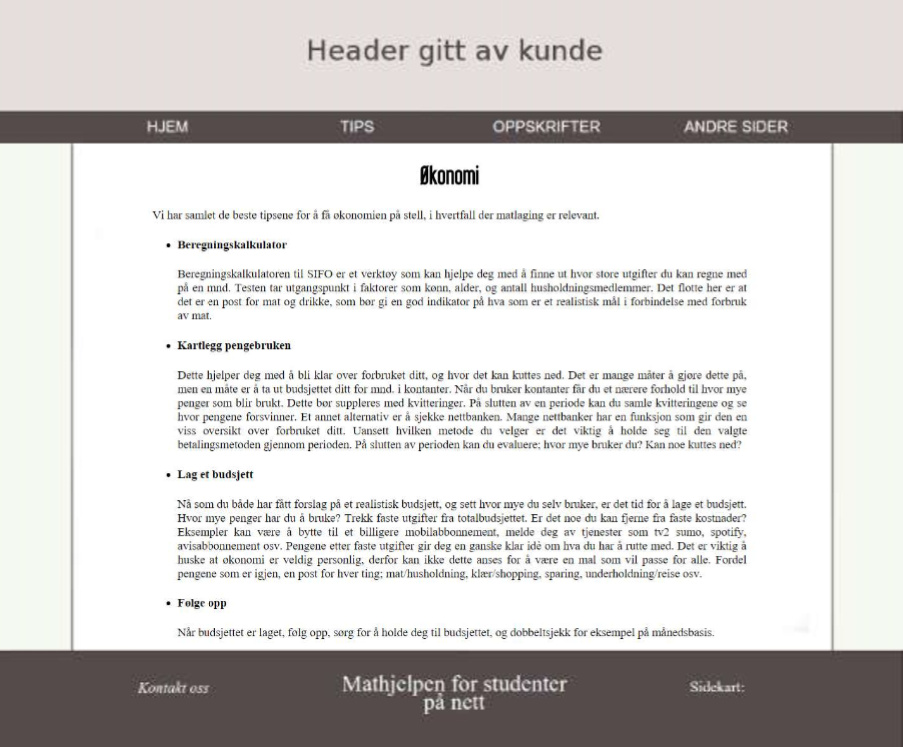 Header gitt av kunde
HJEM TIPS OPPSKRIFTER ANDRE SIDER
Økonomi
Vi har samlet de beste tipsene for å få økonomien på stell, i hvertfall der matlaging er relevant.
• Beregningskalkulator
Beregningskalkulatoren til SIFO er et verktøy som kan hjelpe deg med å finne ut hvor store utgifter du kan regne med
på en mnd. Testen tar utgangspunkt i faktorer som kønn, alder, og antall husholdningsmedlemmer. Det flotte her er at
det er en post for mat og drikke, som bør gi en god indikator på hva som er et realistisk mål i forbindelse med forbruk
av mat.
• Kartlegg pengebruken
Dette hjelper deg med å bli klar over forbruket ditt, og hvor det kan kuttes ned. Det er mange måter å gjøre dette på,
men en måte er å ta ut budsjettet ditt for mnd. i kontanter. Når du bruker kontanter får du et nærere forhold til hvor mye
penger som blir brukt. Dette bør suppleres med kvitteringer. På slutten av en periode kan du samle kvitteringene og se
hvor pengene forsvinner. Et annet alternativ er å sjekke nettbanken. Mange nettbanker har en funksjon som gir den en
viss oversikt over forbruket ditt. Uansett hvilken metode du velger er det viktig å holde seg til den valgte
betalingsmetoden gjennom perioden. På slutten av perioden kan du evaluere; hvor mye bruker du? Kan noe kuttes ned?
• Lag et budsjett
Nå som du både har fått forslag på et realistisk budsjett, og sett hvor mye du selv bruker, er det tid for å lage et budsjett.
Hvor mye penger har du å bruke? Trekk faste utgifter fra totalbudsjettet. Er det noe du kan fjerne fra faste kostnader?
Eksempler kan være å bytte til et billigere mobilabbonnement, melde deg av tjenester som tv2 sumo, spotify,
avisabbonnement osv. Pengene etter faste utgifter gir deg en ganske klar idé om hva du har å rutte med. Det er viktig å
huske at økonomi er veldig personlig, derfor kan ikke dette anses for å være en mal som vil passe for alle. Fordel
pengene som er igjen, en post for hver ting; mat/husholdning, klær/shopping, sparing, underholdning/reise osv.
• Følge opp
Når budsjettet er laget, følg opp, sørg for å holde deg til budsjettet, og dobbeltsjekk for eksempel på månedsbasis.
Kontakt oss
Mathjelpen for studenter
på nett
Sidekart: